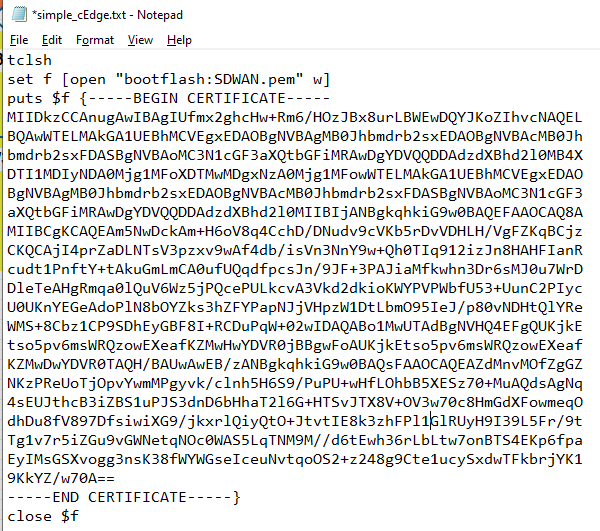 *simple_cEdge.txt - Notepad
File Edit Format View Help
tclsh
set f [open "bootflash:SDWAN.pem" w]
puts $f {-----BEGIN CERTIFICATE-----
MIIDkzCCAnugAwIBAgIUfmx2ghcHw+Rm6/HOzJBx8urLBWEwDQYJKoZIhvcNAQEL
BQAwWTELMAkGA1UEBhMCVEgxEDAOBgNVBAgMB0Jhbmdrb2sxEDAOBgNVBAcMB0Jh
bmdrb2sxFDASBgNVBAoMC3N1cGF3aXQtbGFiMRAwDgYDVQQDDAdzdXBhd2l0MB4X
DTI1MDIyNDA0Mjg1MFoXDTMwMDgxNzA0Mjg1MFowWTELMAkGA1UEBhMCVEgxEDAO
BgNVBAgMB0Jhbmdrb2sxEDAOBgNVBAcMB0Jhbmdrb2sxFDASBgNVBAoMC3N1cGF3
aXQtbGFiMRAwDgYDVQQDDAdzdXBhd2l0MIIBIjANBgkqhkiG9w0BAQEFAAOCAQ8A
MIIBCgKCAQEAm5NwDckAm+H6oV8q4CchD/DNudv9cVKb5rDvVDHLH/VgFZKqBCjz
CKQCAjI4prZaDLNTsV3pzxv9wAf4db/isVn3NnY9w+Qh0TIq912izJn8HAHFIanR
cudt1PnftY+tAkuGmLmCA0ufUQqdfpcsJn/9JF+3PAJiaMfkwhn3Dr6sMJ0u7WrD
DleTeAHgRmqa0lQuV6Wz5jPQcePULkcvA3Vkd2dkioKWYPVPWbfU53+UunC2PIyc
U0UKnYEGeAdoPlN8bOYZks3hZFYPapNJjVHpzW1DtLbmO95IeJ/p80vNDHtQlYRe
WMS+8Cbz1CP9SDhEyGBF8I+RCDuPqW+02wIDAQABo1MwUTAdBgNVHQ4EFgQUKjkE
tso5pv6msWRQzowEXeafKZMwHwYDVR0jBBgwFoAUKjkEtso5pv6msWRQzowEXeaf
KZMwDwYDVR0TAQH/BAUwAwEB/zANBgkqhkiG9w0BAQsFAAOCAQEAZdMnvMOfZgGZ
NKzPReUoTjOpvYwmMPgyvk/clnh5H6S9/PuPU+wHfLOhbB5XESz70+MuAQdsAgNq
4sEUJthcB3iZBS1uPJS3dnD6bHhaT2l6G+HTSvJTX8V+OV3w70c8HmGdXFowmeqO
dhDu8fV897DfsiwiXG9/jkxrlQiyQtO+JtvtIE8k3zhFPl1GlRUyH9I39L5Fr/9t
Tg1v7r5iZGu9vGWNetqNOc0WAS5LqTNM9M//d6tEwh36rLbLtw7onBTS4EKp6fpa
EyIMsGSXvogg3nsK38fWYWGseIceuNvtqoOS2+z248g9Cte1ucySxdwTFkbrjYK1
9KkYZ/w70A==
-----END CERTIFICATE-----}
close $f